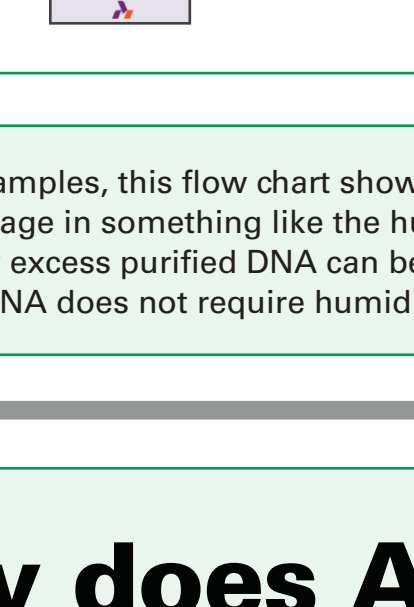 amples, this flow chart show
age in something like the hu
excess purified DNA can be
NA does not require humid
does A